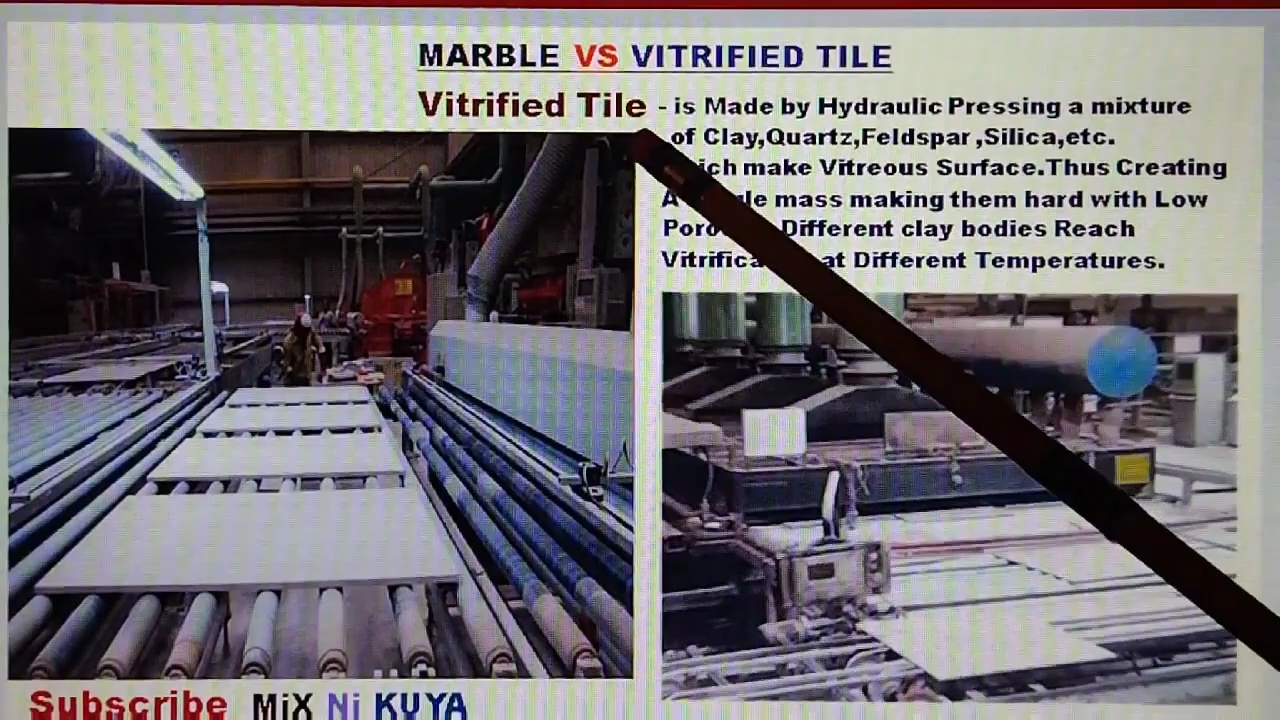 MARBLE VS VITRIFIED TILE
Vitrified Tile - is Made by Hydraulic Pressing a mixture
of Clay,Quartz,Feldspar,Silica,etc.
make Vitreous Surface.Thus Creating
A mass making them hard with Low
Different clay bodies Reach
at Different Temperatures.
Subscribe MiX Ni KUYA